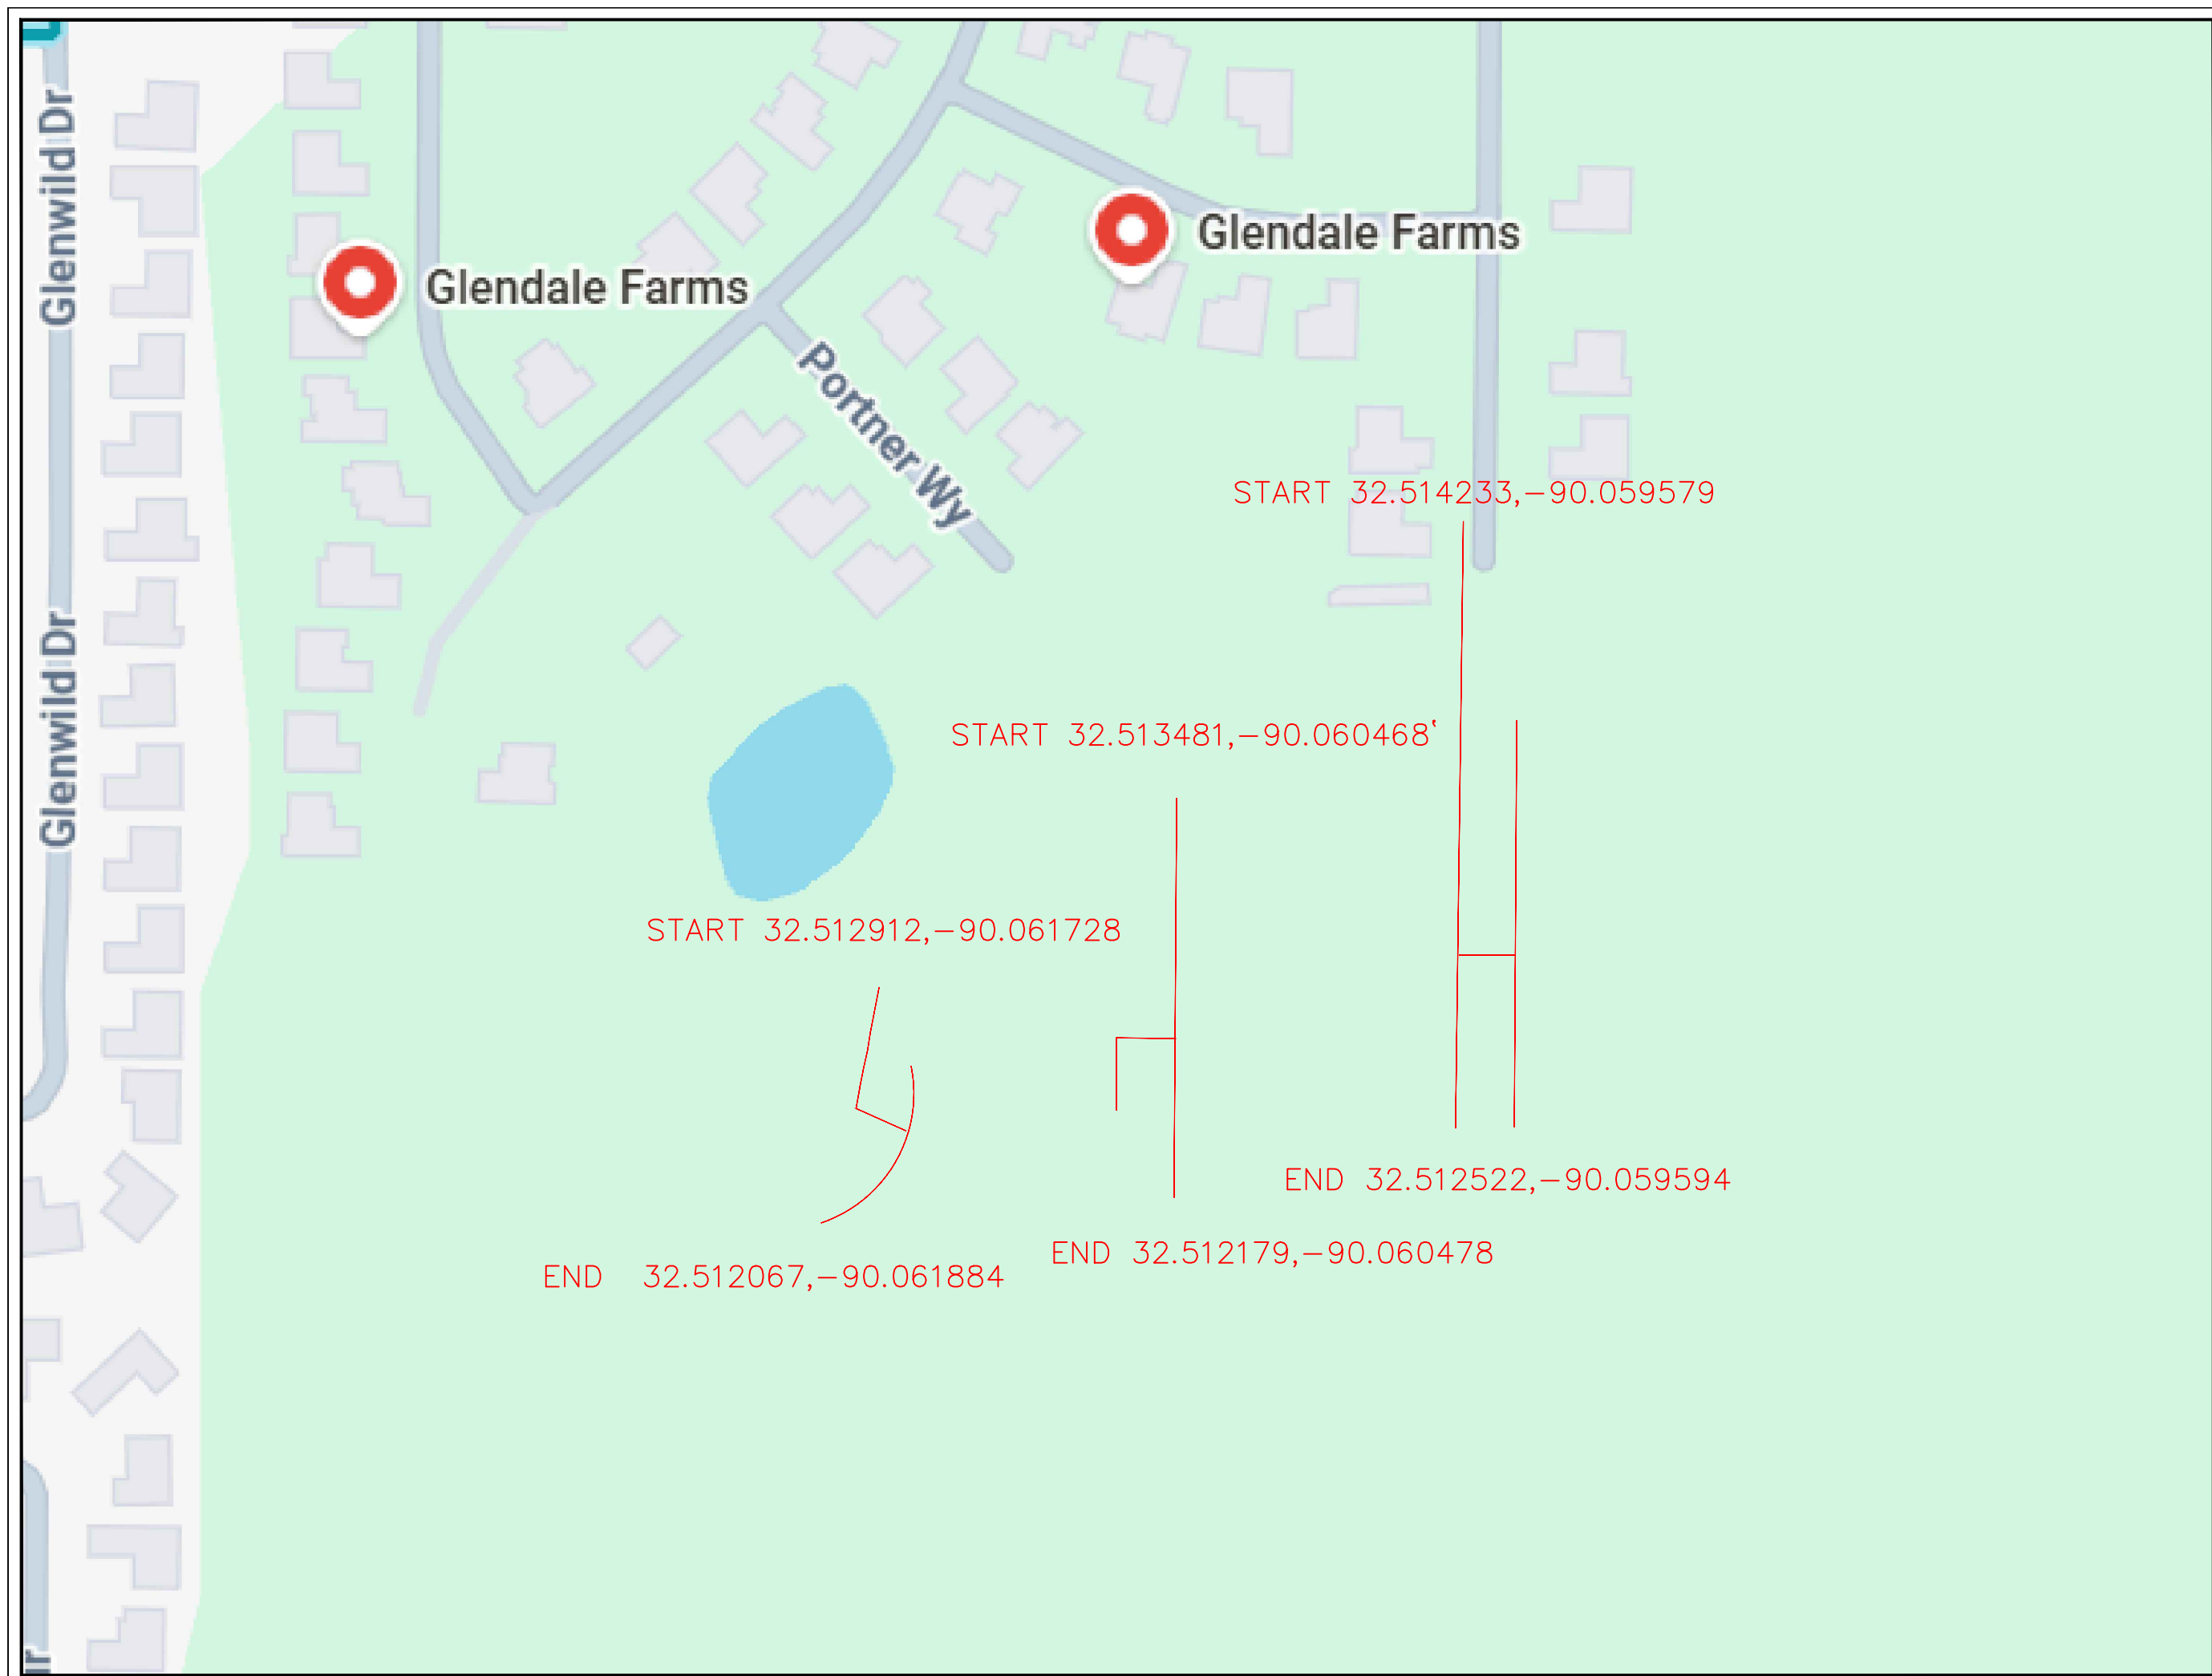 Glenwild Dr
Glendale Farms
Glendale Farms
Portner Wy
START 32.514233,-90.059579
Glenwild Dr
START 32.513481,-90.060468'
START 32.512912,-90.061728
END 32.512522,-90.059594
END 32.512179,-90.060478
END 32.512067,-90.061884